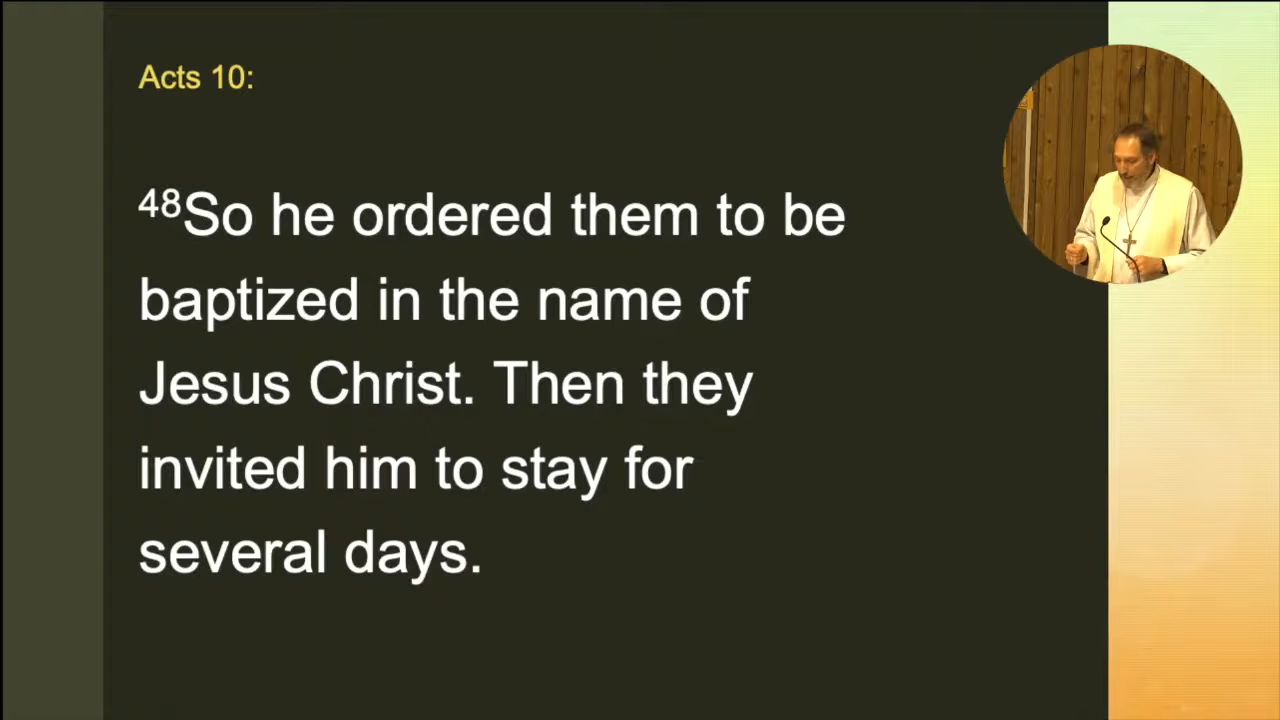 Acts 10:
48So he ordered them to be
baptized in the name of
Jesus Christ. Then they
invited him to stay for
several days.